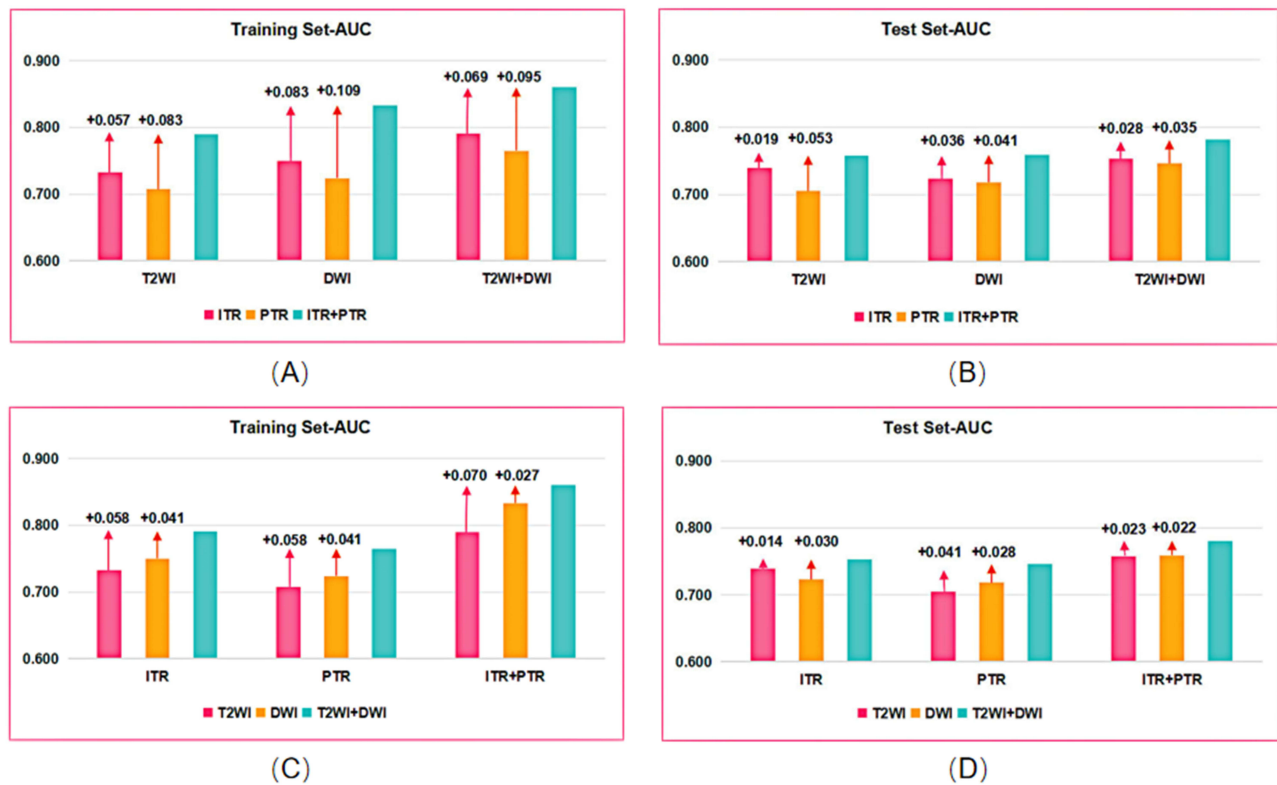 Training Set-AUC
0.900
0.800
0.700
0.600
+0.057 +0.083
+0.083 +0.109
+0.069 +0.095
T2WI DWI T2WI+DWI
ITR PTR ITR+PTR
(A)
Test Set-AUC
0.900
0.800
0.700
0.600
+0.019 +0.053
+0.036 +0.041
+0.028 +0.035
T2WI DWI T2WI+DWI
ITR PTR ITR+PTR
(B)
Training Set-AUC
0.900
0.800
0.700
0.600
+0.058 +0.041
+0.058 +0.041
+0.070 +0.027
ITR PTR ITR+PTR
T2WI DWI T2WI+DWI
(C)
Test Set-AUC
0.900
0.800
0.700
0.600
+0.014 +0.030
+0.041 +0.028
+0.023 +0.022
ITR PTR ITR+PTR
T2WI DWI T2WI+DWI
(D)